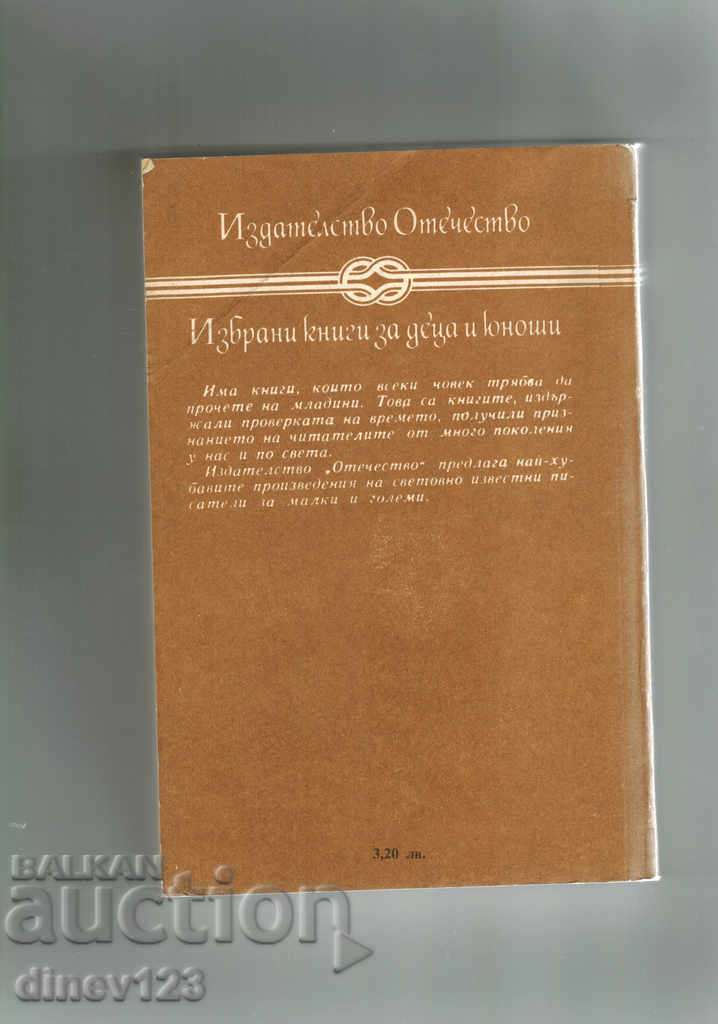 Издателство Отечество
Избрани книги за деца и юноши
Има книги, които всеки човек трябва да
прочете на младини. Това са книгите, издър-
жали проверката на времето, получили приз-
нанието на читателите от много поколения
у нас и по света.
Издателство „Отечество“ предлага най-ху-
бавите произведения на световно известни пи-
сатели за малки и големи.
3,20 лв.
BALKAN
auction
dinev123